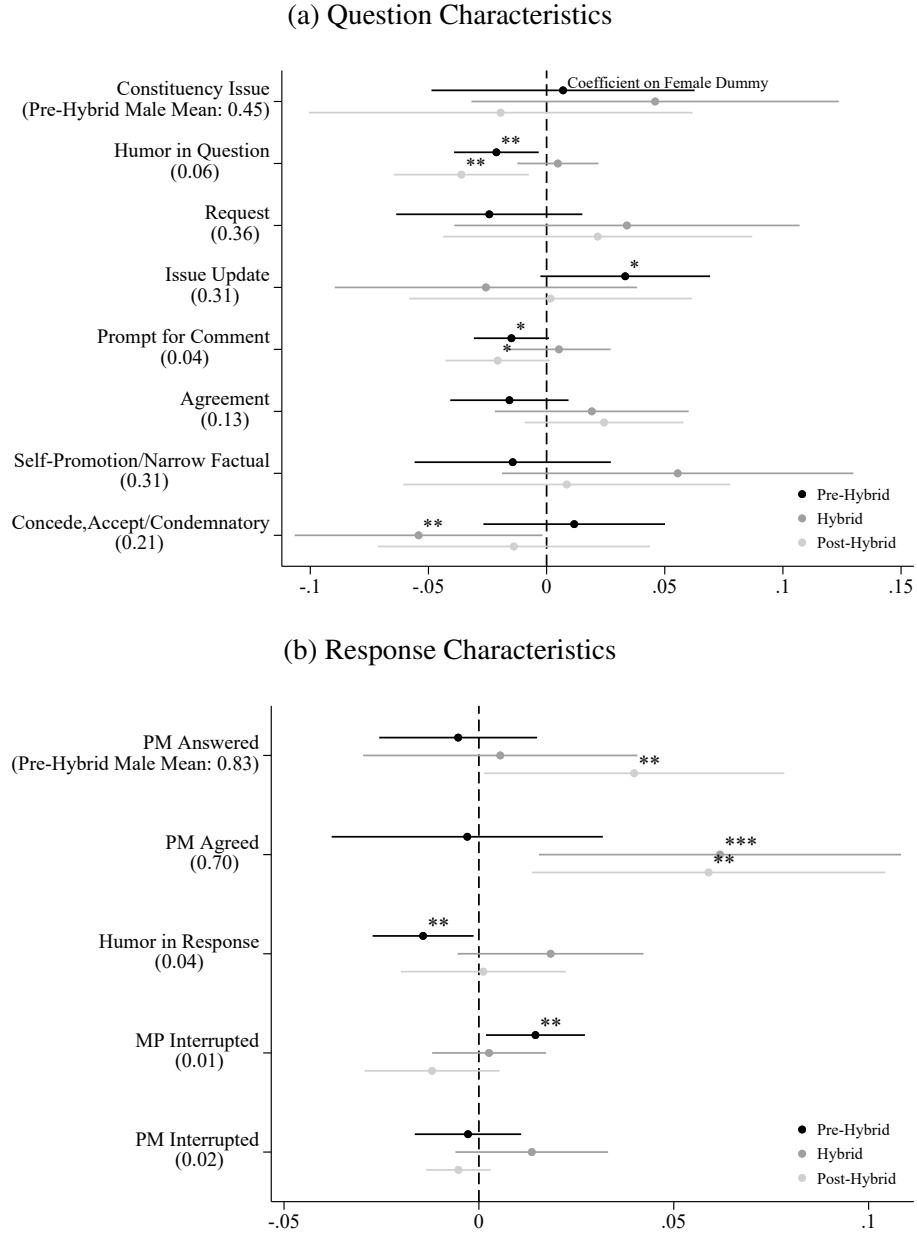 (a) Question Characteristics
Constituency Issue
(Pre-Hybrid Male Mean: 0.45)
Coefficient on Female Dummy
Humor in Question
(0.06)
**
**
Request
(0.36)
Issue Update
(0.31)
*
Prompt for Comment
(0.04)
*
*
Agreement
(0.13)
Self-Promotion/Narrow Factual
(0.31)
Concede,Accept/Condemnatory
(0.21)
**
Pre-Hybrid
Hybrid
Post-Hybrid
-.1 -.05 0 .05 .1 .15
(b) Response Characteristics
PM Answered
(Pre-Hybrid Male Mean: 0.83)
**
PM Agreed
(0.70)
***
**
Humor in Response
(0.04)
**
MP Interrupted
(0.01)
**
PM Interrupted
(0.02)
Pre-Hybrid
Hybrid
Post-Hybrid
-.05 0 .05 .1